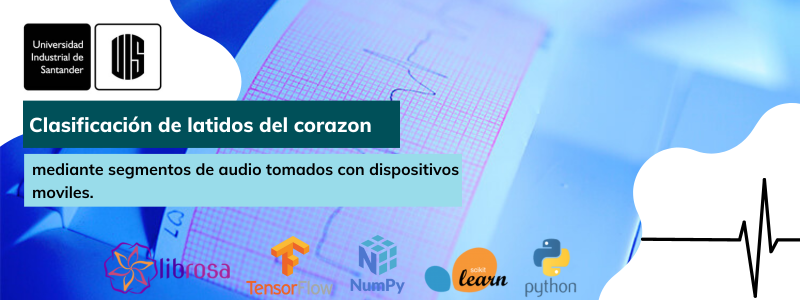 Universidad
Industrial de
Santander
UIS
Clasificación de latidos del corazon
mediante segmentos de audio tomados con dispositivos
moviles.
librosa
TensorFlow
NumPy
scikit
learn
python